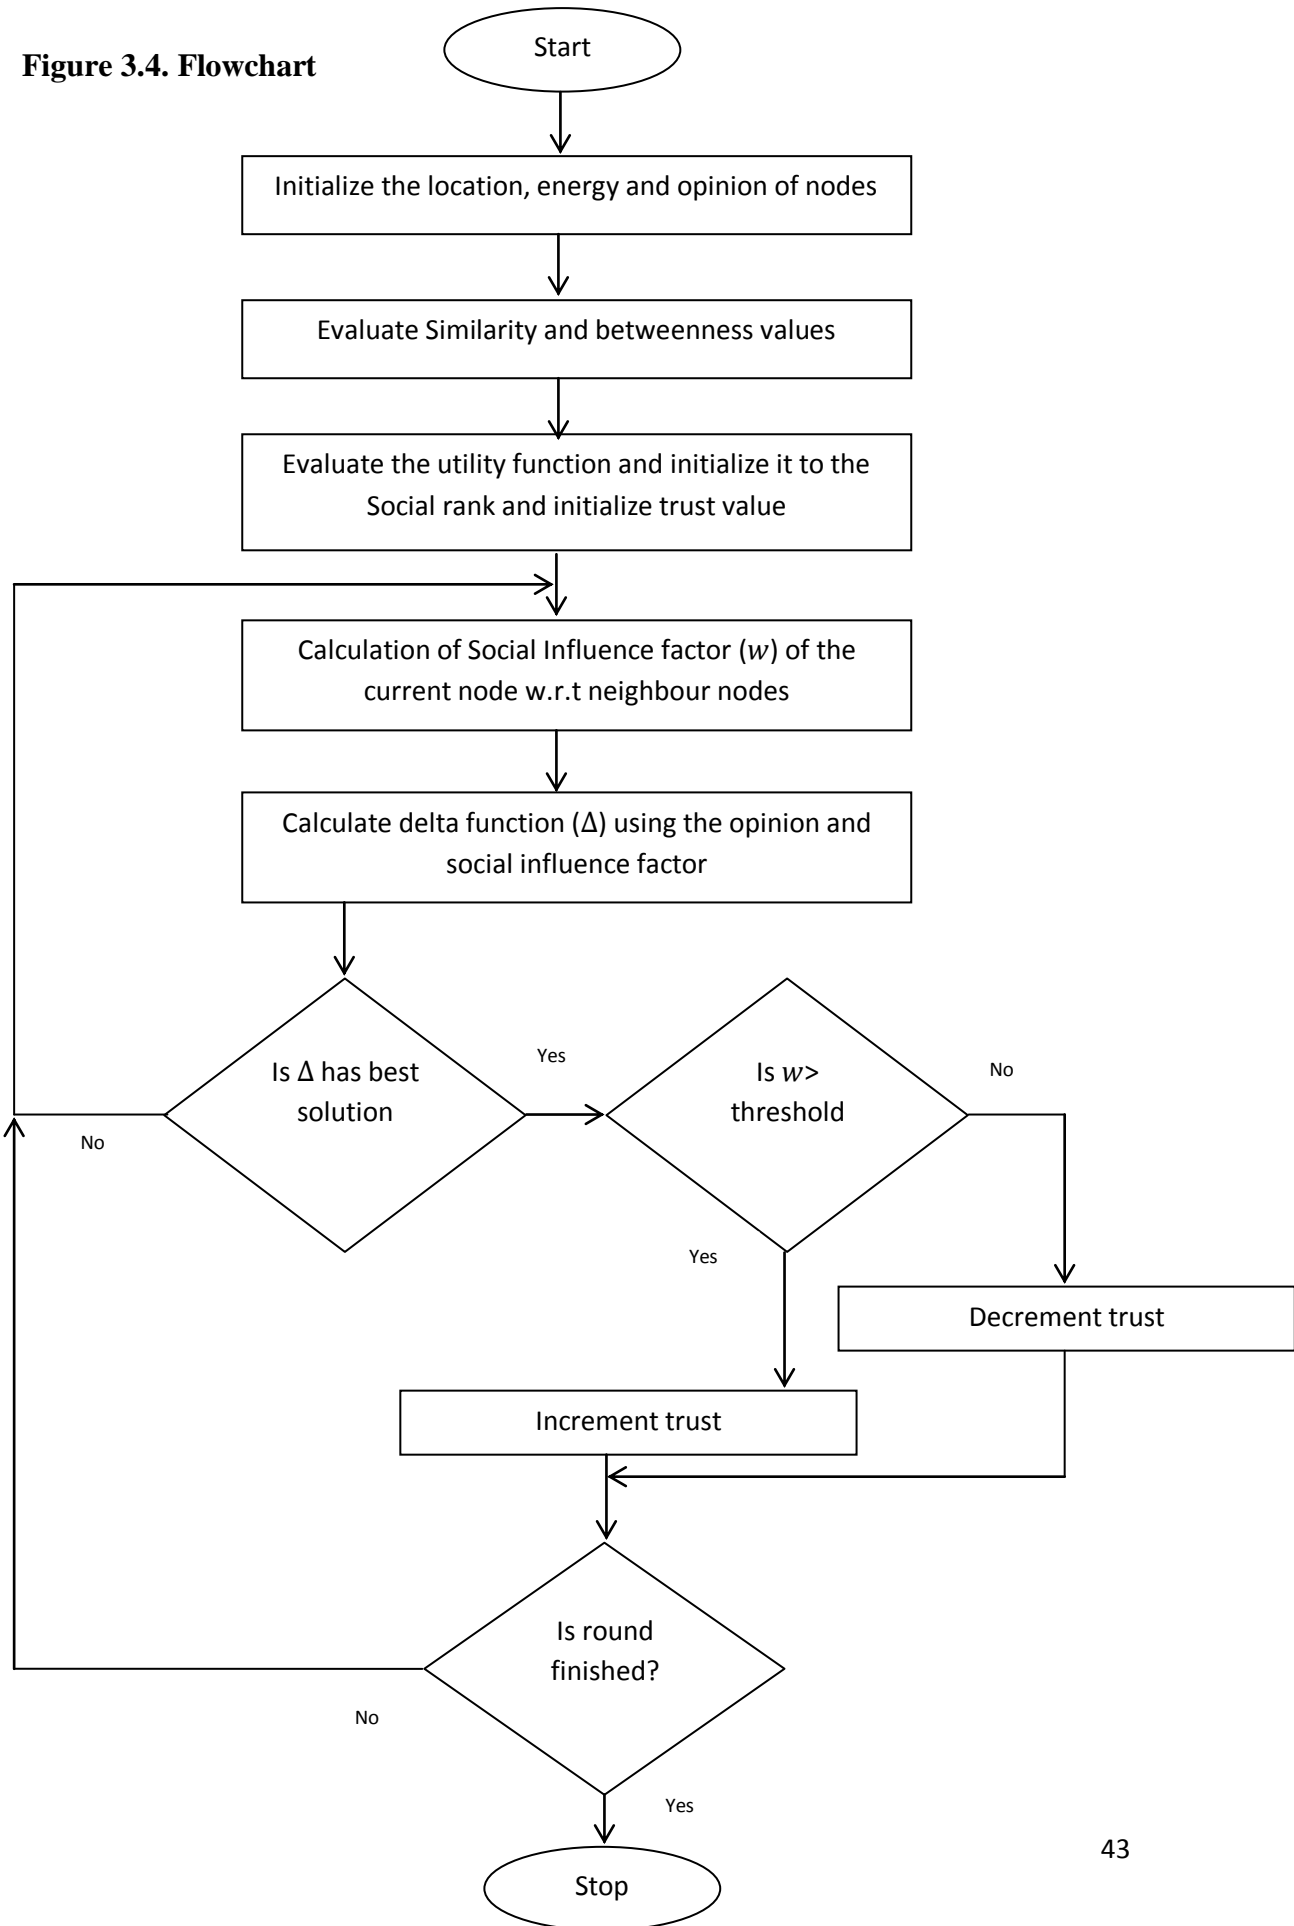 Start
Figure 3.4. Flowchart
Initialize the location, energy and opinion of nodes
Evaluate Similarity and betweenness values
Evaluate the utility function and initialize it to the
Social rank and initialize trust value
Calculation of Social Influence factor (w) of the
current node w.r.t neighbour nodes
Calculate delta function (Δ) using the opinion and
social influence factor
Is Δ has best
solution
Yes
No
Is w>
threshold
No
Yes
Decrement trust
Increment trust
Is round
finished?
No
Yes
Stop
43